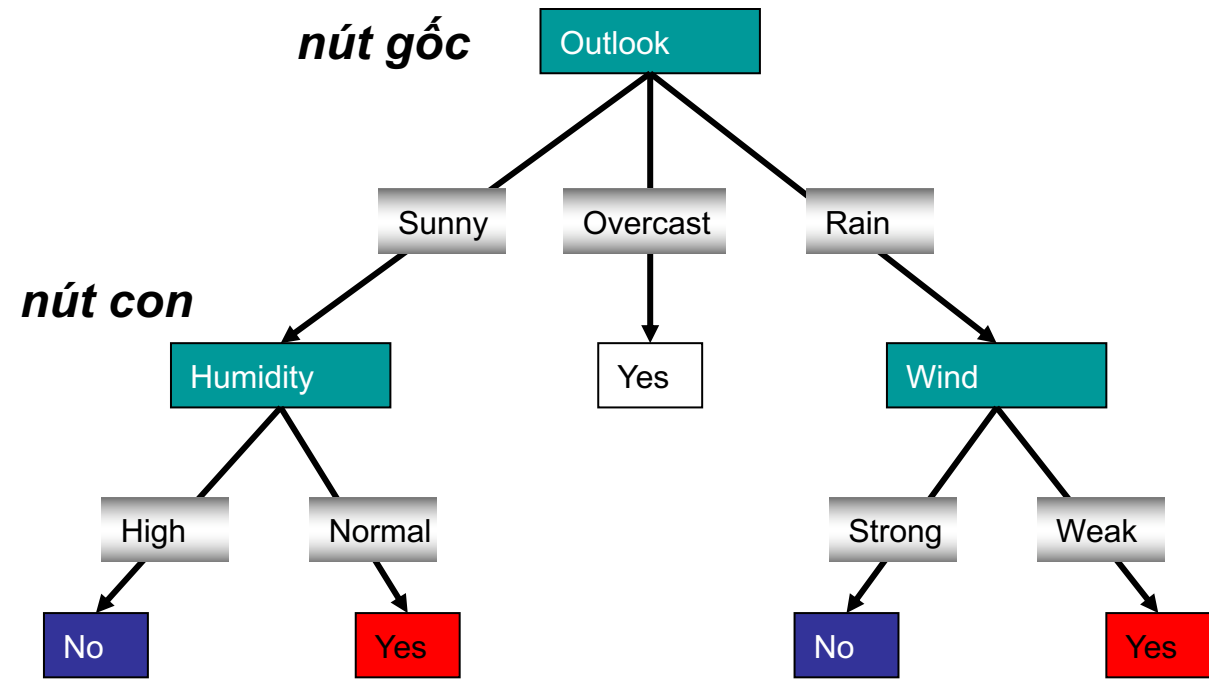 nút gốc
Outlook
Sunny
Overcast
Rain
nút con
Humidity
Yes
Wind
High
Normal
Strong
Weak
No
Yes
No
Yes